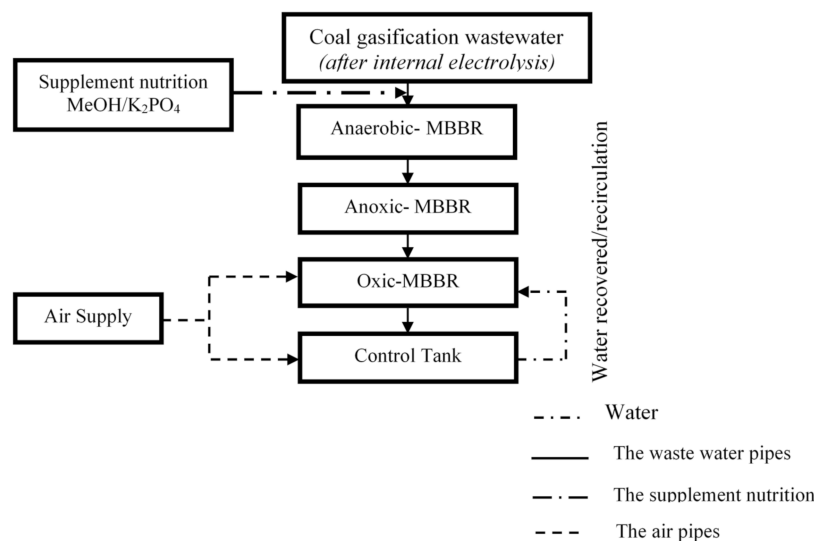 Coal gasification wastewater
(after internal electrolysis)
Supplement nutrition
MeOH/K₂PO₄
Anaerobic- MBBR
Anoxic- MBBR
Oxic-MBBR
Air Supply
Control Tank
Water recovered/recirculation
Water
The waste water pipes
The supplement nutrition
The air pipes